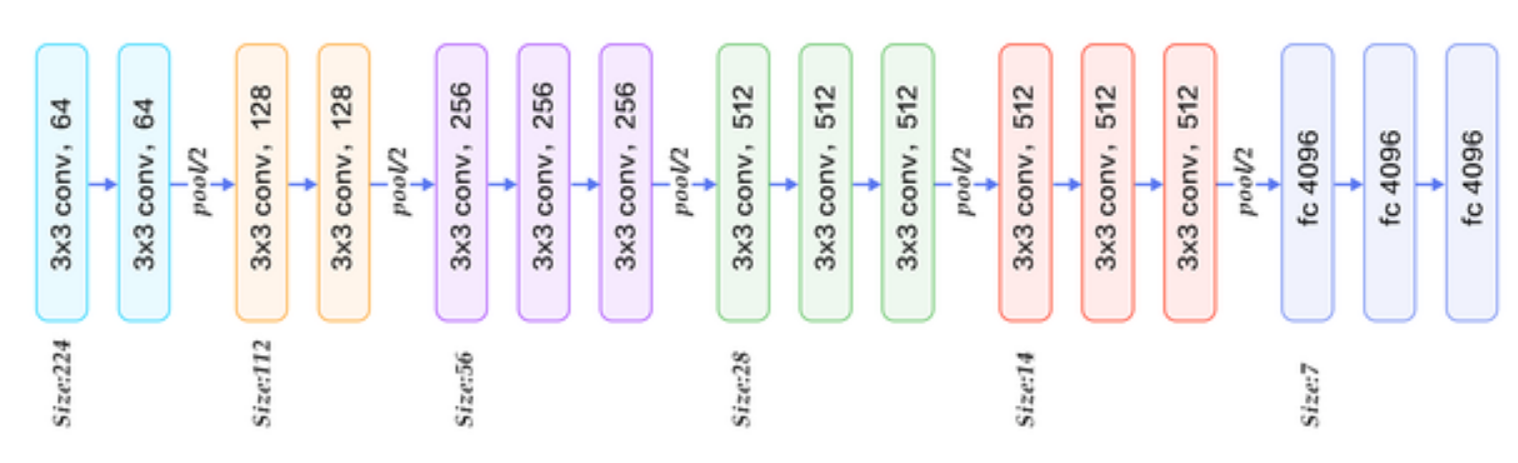 3x3 conv, 64
3x3 conv, 64
pool/2
3x3 conv, 128
3x3 conv, 128
pool/2
3x3 conv, 256
3x3 conv, 256
3x3 conv, 256
pool/2
3x3 conv, 512
3x3 conv, 512
3x3 conv, 512
pool/2
3x3 conv, 512
3x3 conv, 512
3x3 conv, 512
pool/2
fc 4096
fc 4096
fc 4096
Size:224
Size:112
Size:56
Size:28
Size:14
Size:7